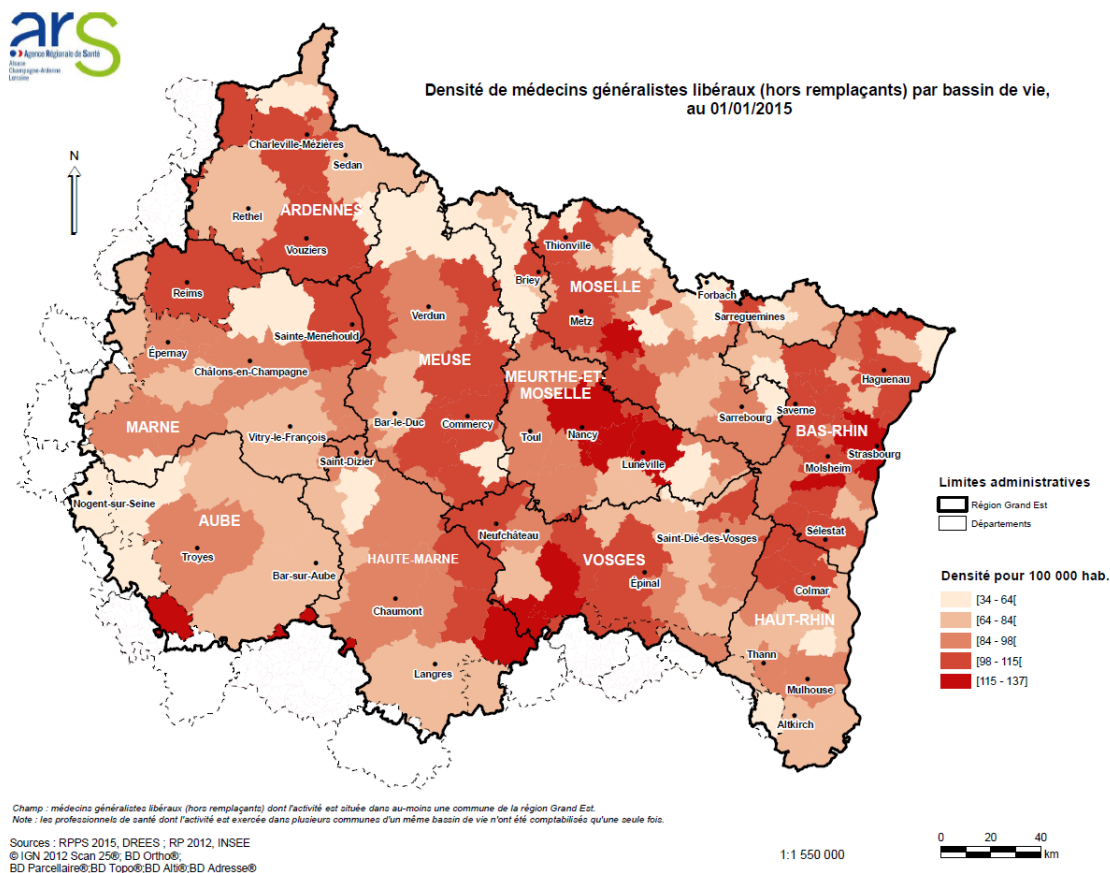 ars
Agence Régionale de Santé
Alsace
Champagne-Ardenne
Lorraine
Densité de médecins généralistes libéraux (hors remplaçants) par bassin de vie,
au 01/01/2015
N
Charleville-Mézières
Sedan
Rethel
ARDENNES
Vouziers
Thionville
Briey
MOSELLE
Reims
Forbach
Verdun
Metz
Sarreguemines
Sainte-Menehould
Épernay
MEUSE
Châlons-en-Champagne
MEURTHE-ET-
MOSELLE
Haguenau
Sarrebourg
Saverne
Bar-le-Duc
Commercy
MARNE
Vitry-le-François
Toul
Nancy
BAS-RHIN
Strasbourg
Saint-Dizier
Lunéville
Molsheim
Nogent-sur-Seine
AUBE
Neufchâteau
Saint-Dié-des-Vosges
Sélestat
Troyes
HAUTE-MARNE
VOSGES
Bar-sur-Aube
Épinal
Colmar
Chaumont
HAUT-RHIN
Thann
Langres
Mulhouse
Altkirch
Limites administratives
Région Grand Est
Départements
Densité pour 100 000 hab.
[34 - 64[
[64 - 84[
[84 - 98[
[98 - 115[
[115 - 137]
Champ : médecins généralistes libéraux (hors remplaçants) dont l'activité est située dans au-moins une commune de la région Grand Est.
Note : les professionnels de santé dont l'activité est exercée dans plusieurs communes d'un même bassin de vie n'ont été comptabilisés qu'une seule fois.
Sources : RPPS 2015, DREES ; RP 2012, INSEE
© IGN 2012 Scan 25®; BD Ortho®;
BD Parcellaire®;BD Topo®;BD Alti®;BD Adresse®
1:1 550 000
0 20 40
km